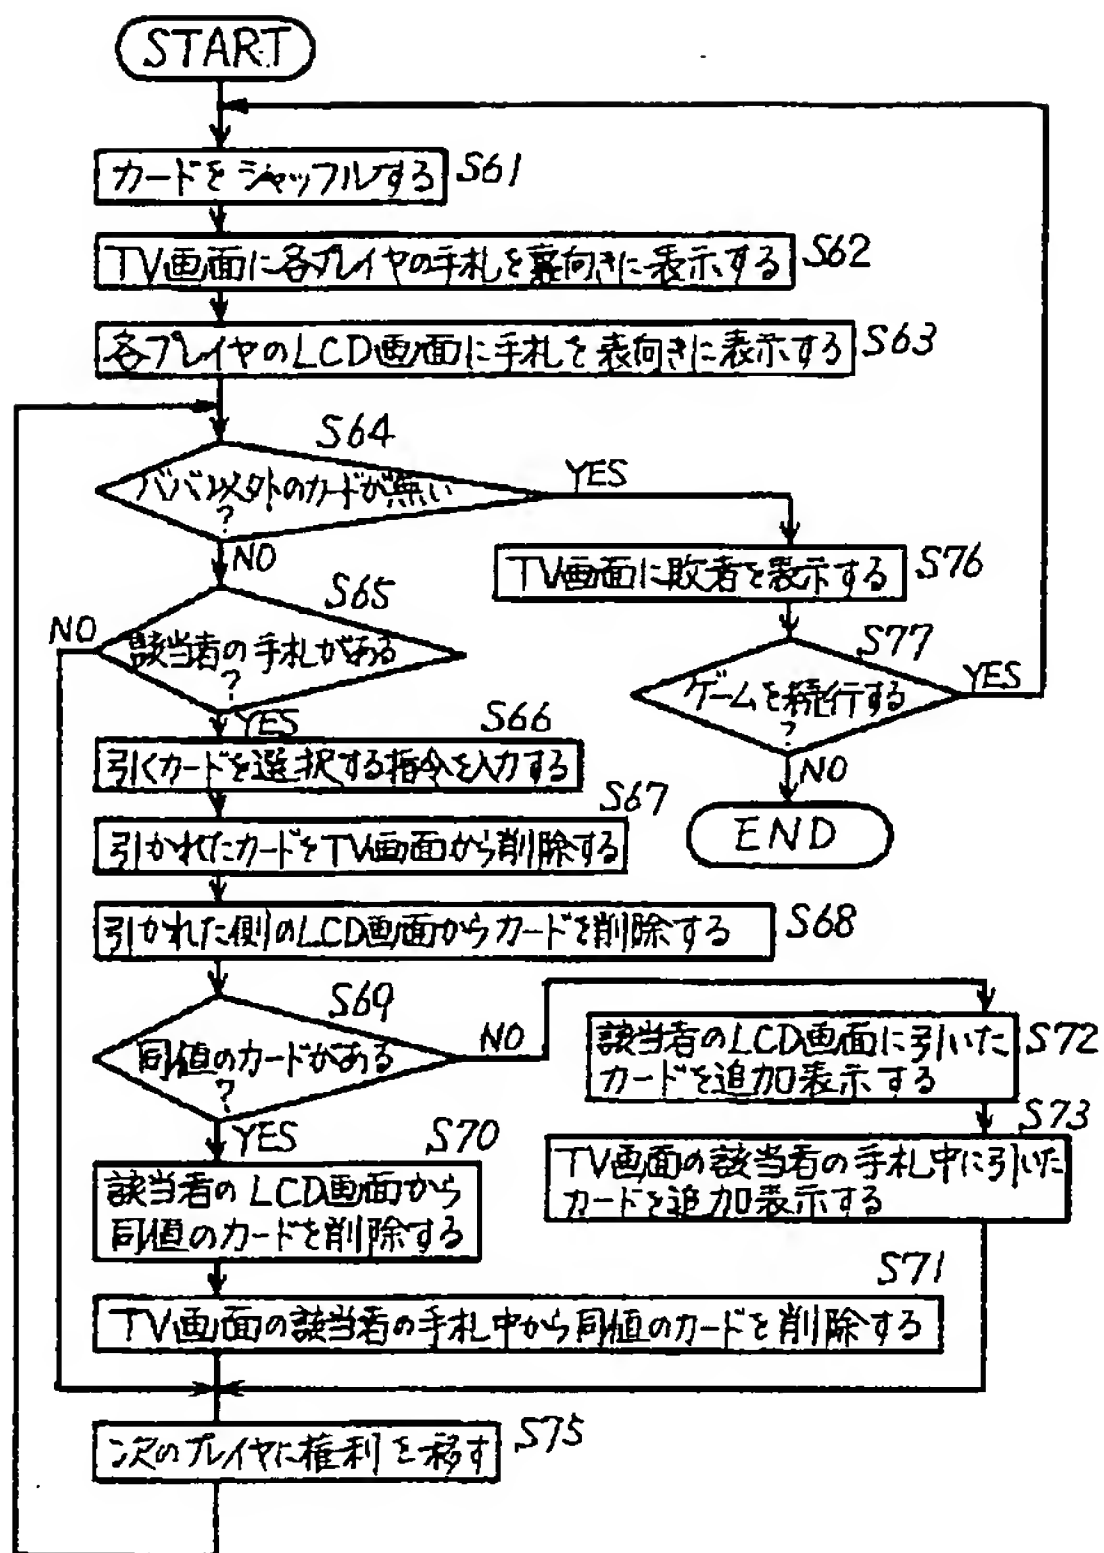 START
カードをシャッフルする
S61
TV画面に各プレイヤの手札を裏向きに表示する
S62
各プレイヤのLCD画面に手札を表向きに表示する
S63
S64
ババ以外のカードが無い
?
YES
NO
TV画面に敗者を表示する
S76
S65
NO
該当者の手札がある
?
YES
S77
ゲームを続行する
?
YES
NO
END
S66
引くカードを選択する指令を入力する
S67
引かれたカードをTV画面から削除する
引かれた側のLCD画面からカードを削除する
S68
S69
同値のカードがある
?
NO
YES
該当者のLCD画面に引いた
カードを追加表示する
S72
S73
TV画面の該当者の手札中に引いた
カードを追加表示する
S70
該当者のLCD画面から
同値のカードを削除する
S71
TV画面の該当者の手札中から同値のカードを削除する
次のプレイヤに権利を移す
S75